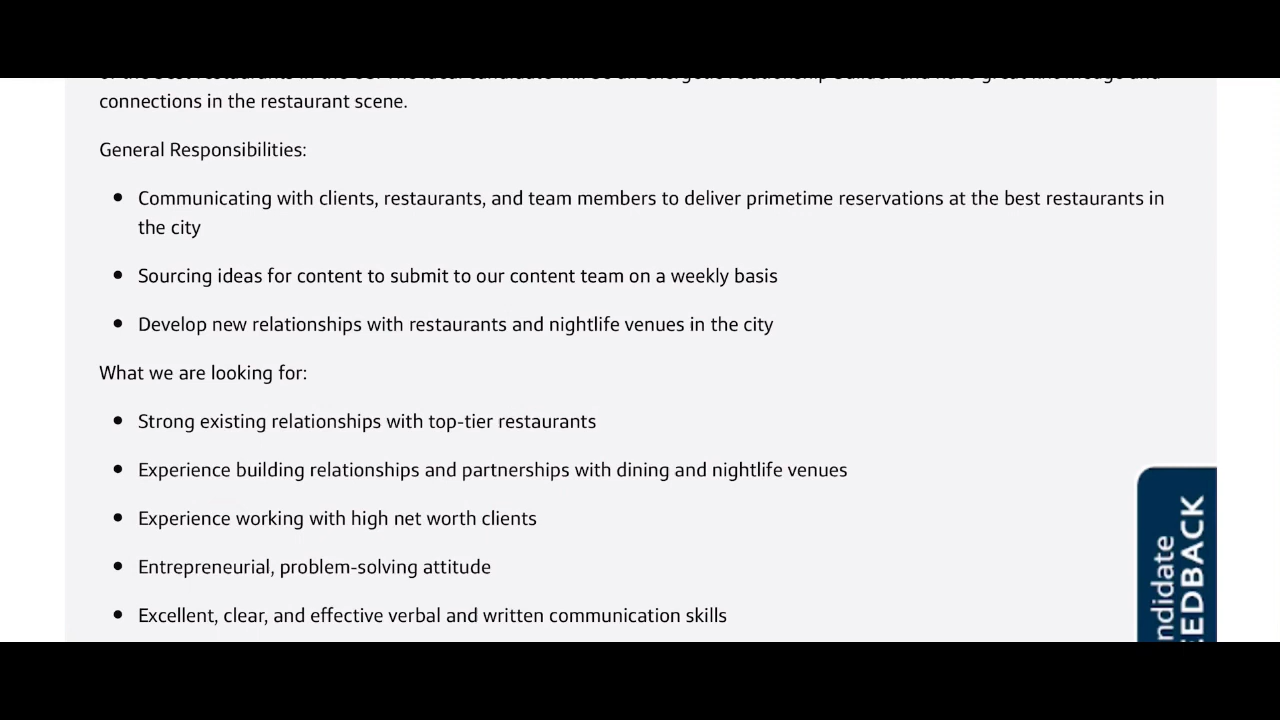 connections in the restaurant scene.
General Responsibilities:
Communicating with clients, restaurants, and team members to deliver primetime reservations at the best restaurants in
the city
Sourcing ideas for content to submit to our content team on a weekly basis
Develop new relationships with restaurants and nightlife venues in the city
What we are looking for:
Strong existing relationships with top-tier restaurants
Experience building relationships and partnerships with dining and nightlife venues
Experience working with high net worth clients
Entrepreneurial, problem-solving attitude
Excellent, clear, and effective verbal and written communication skills
ndidate
EDBACK